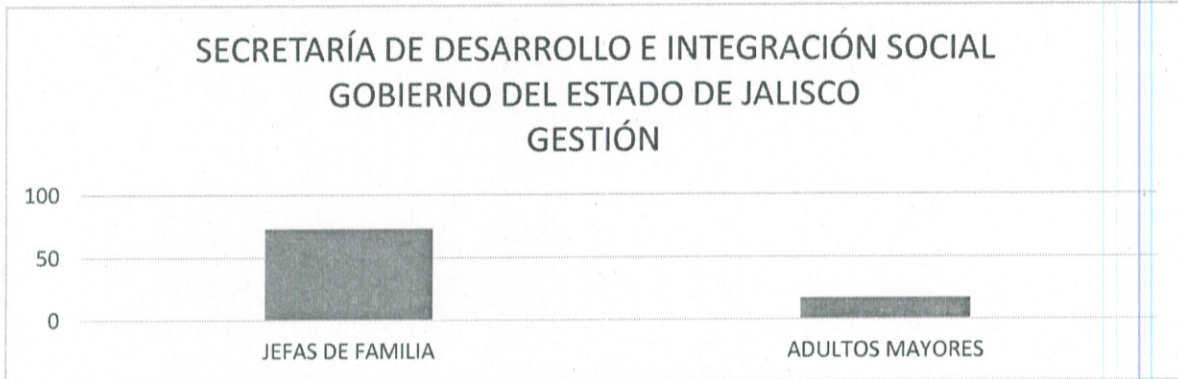 SECRETARÍA DE DESARROLLO E INTEGRACIÓN SOCIAL
GOBIERNO DEL ESTADO DE JALISCO
GESTIÓN
100
50
0
JEFAS DE FAMILIA
ADULTOS MAYORES